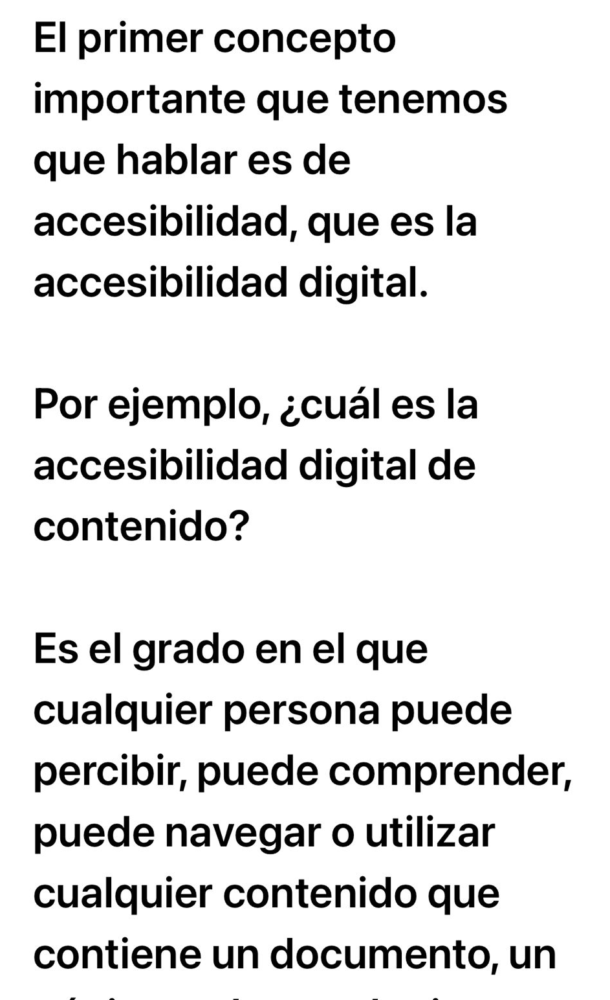 El primer concepto
importante que tenemos
que hablar es de
accesibilidad, que es la
accesibilidad digital.
Por ejemplo, ¿cuál es la
accesibilidad digital de
contenido?
Es el grado en el que
cualquier persona puede
percibir, puede comprender,
puede navegar o utilizar
cualquier contenido que
contiene un documento, un